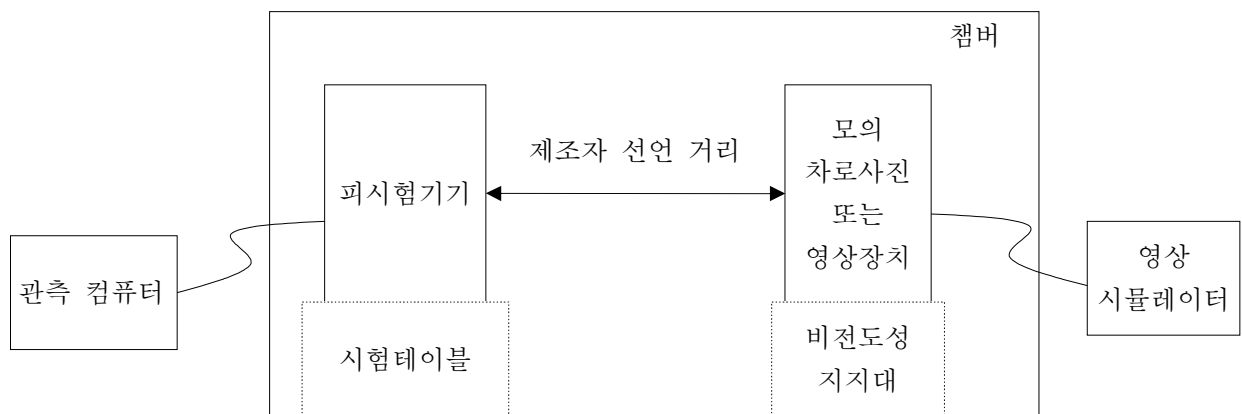 챔버
제조자 선언 거리
피시험기기
모의
차로사진
또는
영상장치
관측 컴퓨터
영상
시뮬레이터
시험테이블
비전도성
지지대